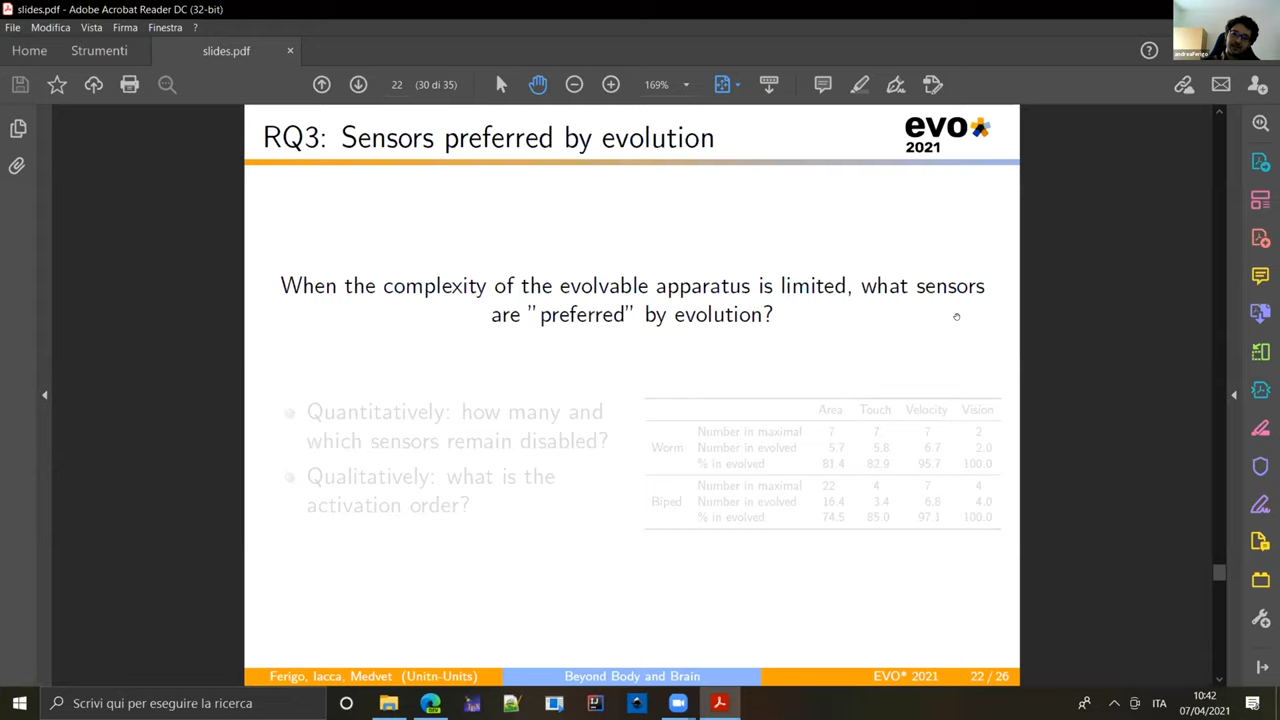 slides.pdf - Adobe Acrobat Reader DC (32-bit)
File Modifica Vista Firma Finestra ?
Home Strumenti slides.pdf ×
22 (30 di 35) 169%
andreaFerigo
RQ3: Sensors preferred by evolution
evo*
2021
When the complexity of the evolvable apparatus is limited, what sensors
are "preferred" by evolution?
Quantitatively: how many and
which sensors remain disabled?
Qualitatively: what is the
activation order?
Area Touch Velocity Vision
Number in maximal 7 7 7 2
Worm Number in evolved 5.7 5.8 6.7 2.0
% in evolved 81.4 82.9 95.7 100.0
Number in maximal 22 4 7 4
Biped Number in evolved 16.4 3.4 6.8 4.0
% in evolved 74.5 85.0 97.1 100.0
Ferigo, Iacca, Medvet (Unitn-Units) Beyond Body and Brain EVO* 2021 22 / 26
Scrivi qui per eseguire la ricerca
ITA
10:42
07/04/2021